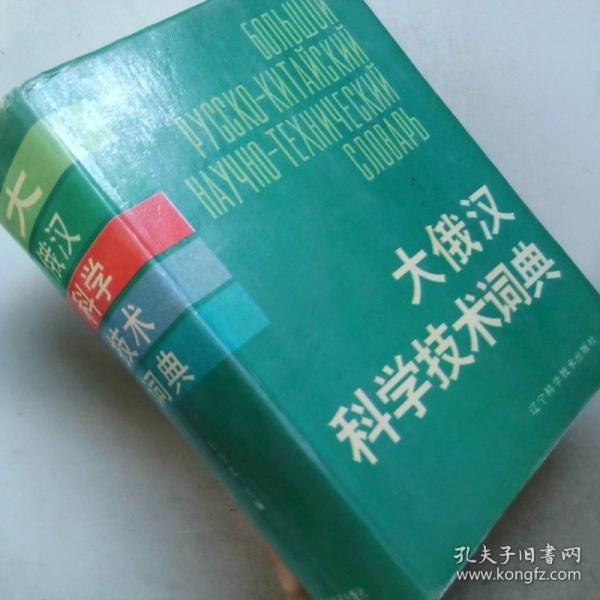 БОЛЬШОЙ
РУССКО-КИТАЙСКИЙ
НАУЧНО-ТЕХНИЧЕСКИЙ
СЛОВАРЬ
大俄汉
科学技术词典
辽宁科学技术出版社
大
俄汉
科学
技术
词典
孔夫子旧书网
www.kongfz.com